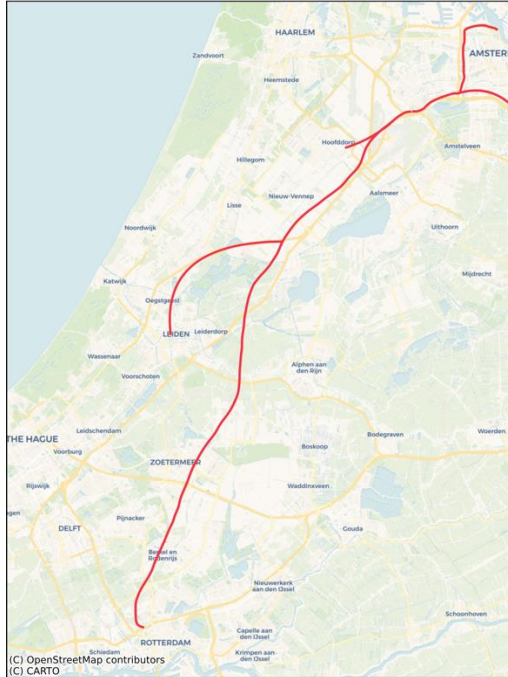 HAARLEM
Zandvoort
AMSTER
Heemstede
Hoofddorp
Amstelveen
Hillegom
Nieuw-Vennep
Aalsmeer
Lisse
Noordwijk
Uithoorn
Mijdrecht
Katwijk
Oegstgeest
LEIDEN
Leiderdorp
Wassenaar
Alphen aan
den Rijn
Voorschoten
Leidschendam
THE HAGUE
Bodegraven
Woerden
Voorburg
Boskoop
ZOETERMEER
Rijswijk
Waddinxveen
Pijnacker
DELFT
Gouda
Berkel en
Rodenrijs
Nieuwerkerk
aan den IJssel
Schoonhoven
Capelle aan
den IJssel
ROTTERDAM
Schiedam
Krimpen aan
den IJssel
(C) OpenStreetMap contributors
(C) CARTO